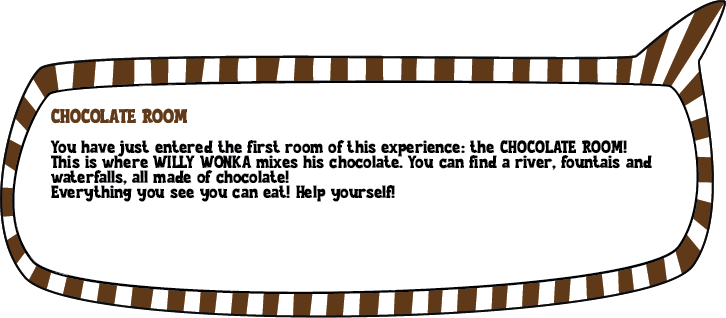 CHOCOLATE ROOM
You have just entered the first room of this experience: the CHOCOLATE ROOM!
This is where WILLY WONKA mixes his chocolate. You can find a river, fountais and
waterfalls, all made of chocolate!
Everything you see you can eat! Help yourself!